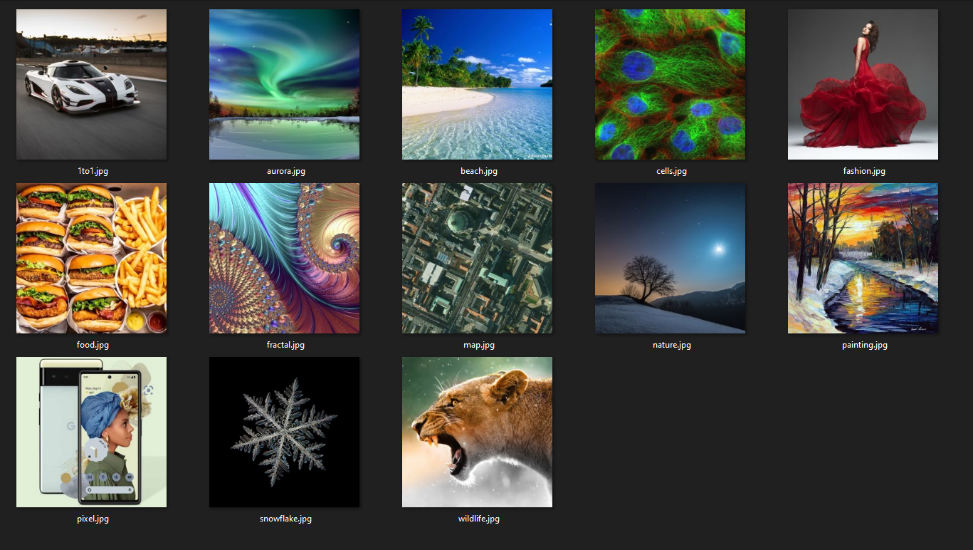 1to1.jpg
aurora.jpg
beach.jpg
cells.jpg
fashion.jpg
food.jpg
fractal.jpg
map.jpg
nature.jpg
painting.jpg
pixel.jpg
snowflake.jpg
wildlife.jpg